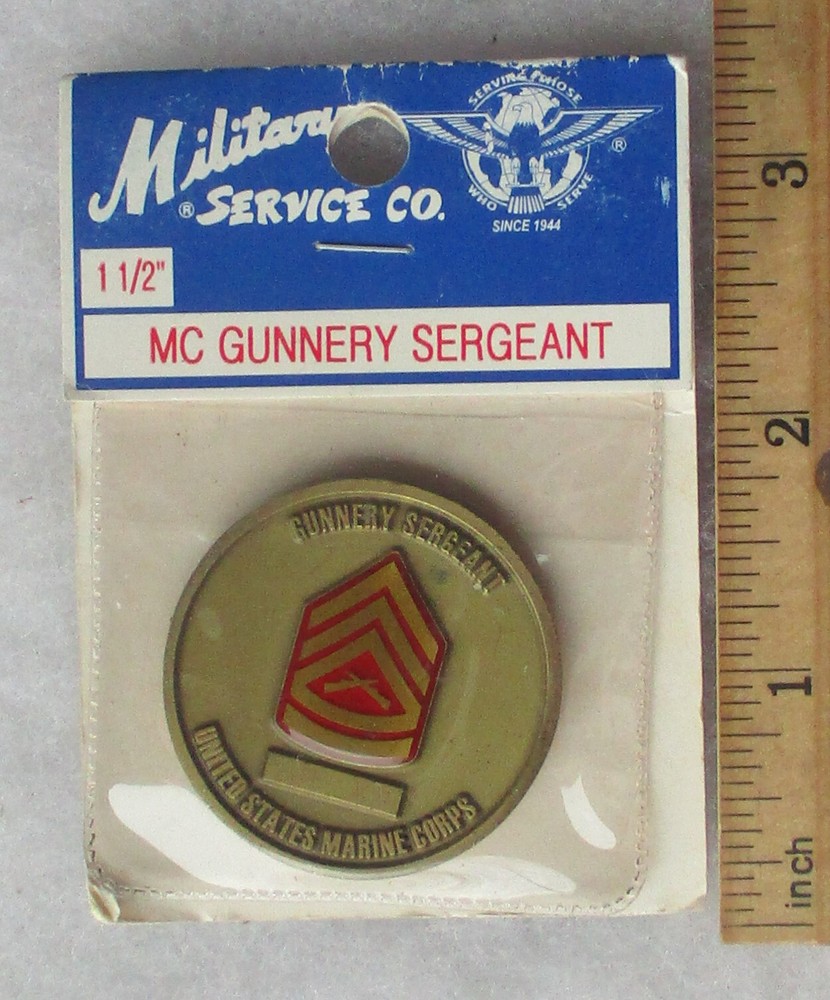 Military
® SERVICE CO.
SERVING THOSE
WHO SERVE
®
SINCE 1944
1 1/2"
MC GUNNERY SERGEANT
GUNNERY SERGEANT
UNITED STATES MARINE CORPS
3
2
1
inch